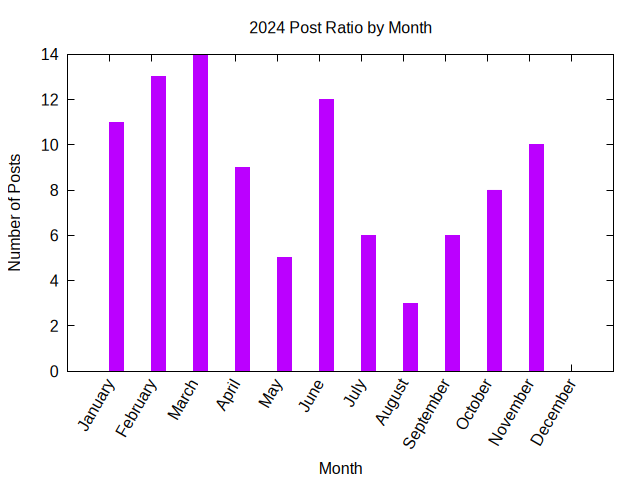 2024 Post Ratio by Month
14
12
10
8
6
4
2
0
Number of Posts
January
February
March
April
May
June
July
August
September
October
November
December
Month